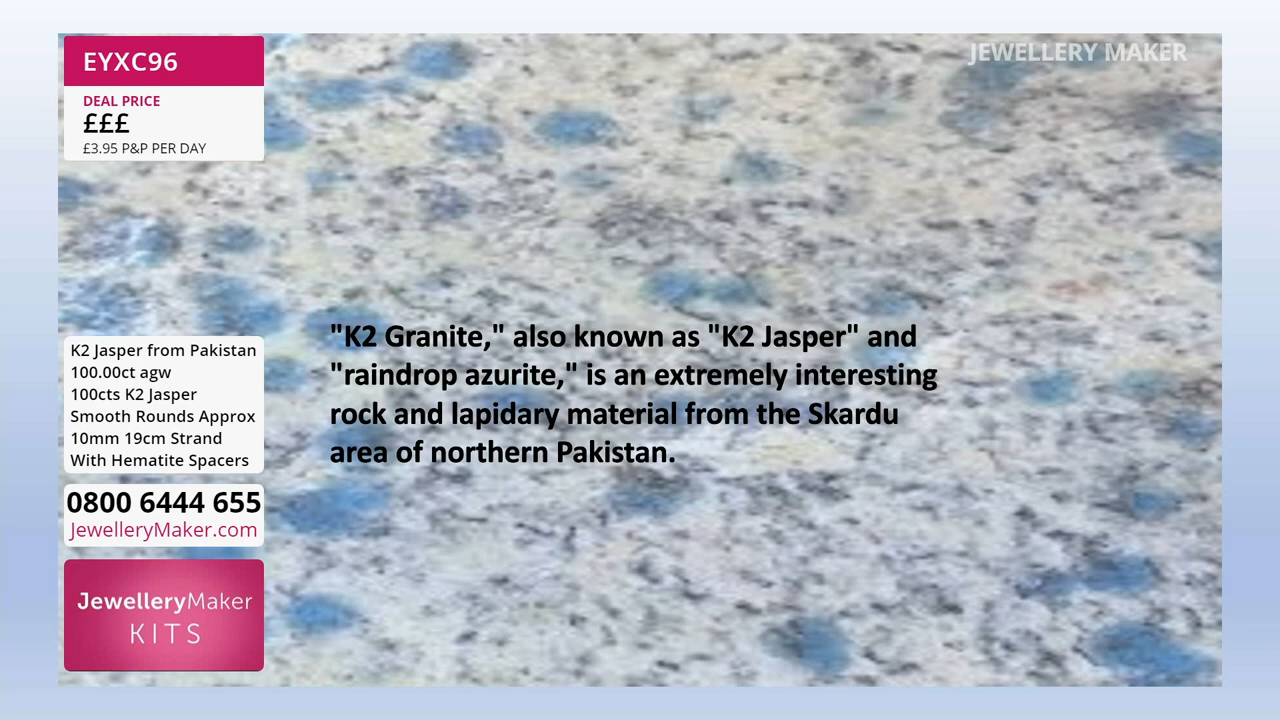 EYXC96
DEAL PRICE
£££
£3.95 P&P PER DAY
JEWELLERY MAKER
"K2 Granite," also known as "K2 Jasper" and
"raindrop azurite," is an extremely interesting
rock and lapidary material from the Skardu
area of northern Pakistan.
K2 Jasper from Pakistan
100.00ct agw
100cts K2 Jasper
Smooth Rounds Approx
10mm 19cm Strand
With Hematite Spacers
0800 6444 655
JewelleryMaker.com
JewelleryMaker
KITS